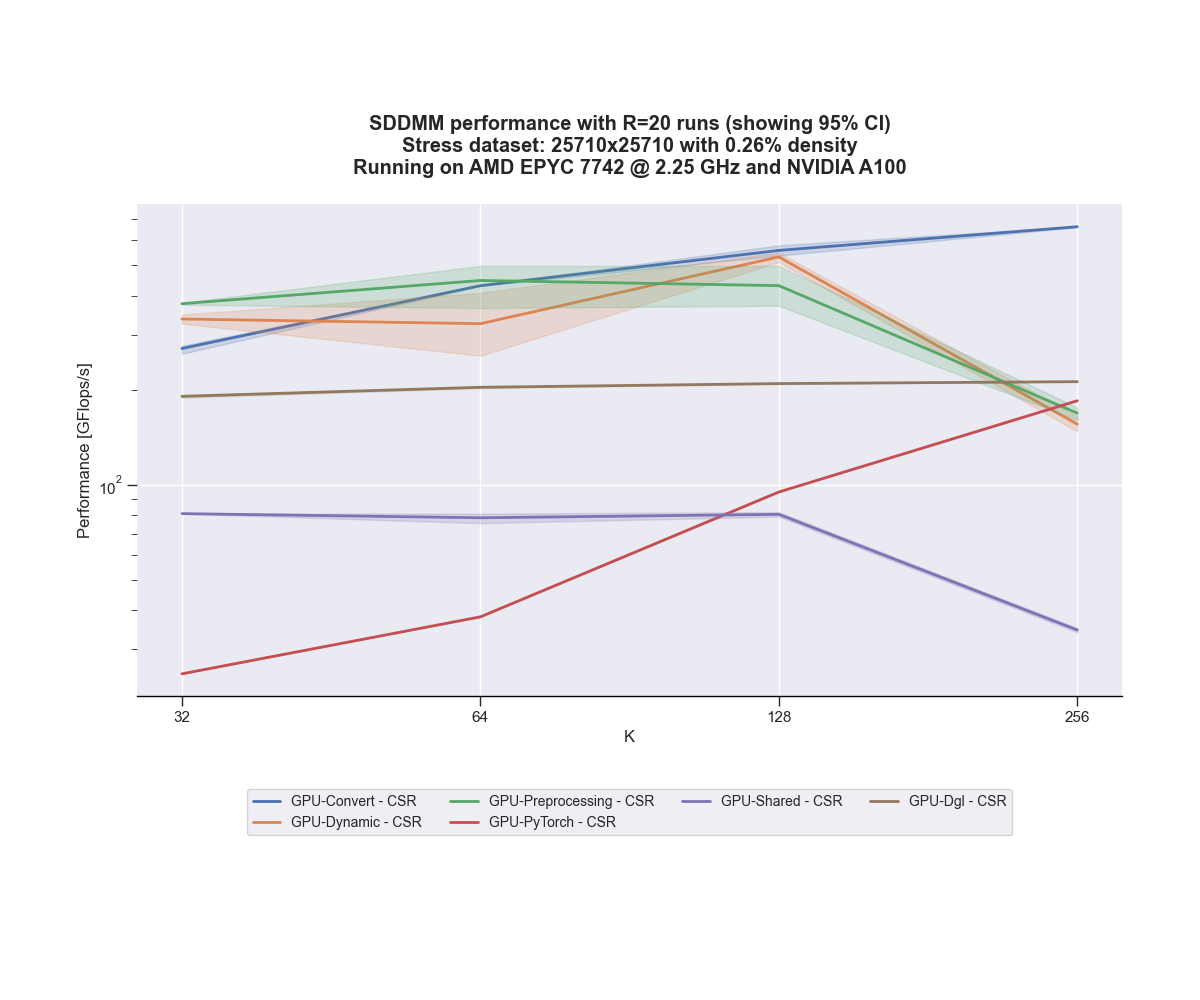 SDDMM performance with R=20 runs (showing 95% CI)
Stress dataset: 25710x25710 with 0.26% density
Running on AMD EPYC 7742 @ 2.25 GHz and NVIDIA A100
Performance [GFlops/s]
10²
32 64 128 256
K
GPU-Convert - CSR GPU-Preprocessing - CSR GPU-Shared - CSR GPU-Dgl - CSR
GPU-Dynamic - CSR GPU-PyTorch - CSR